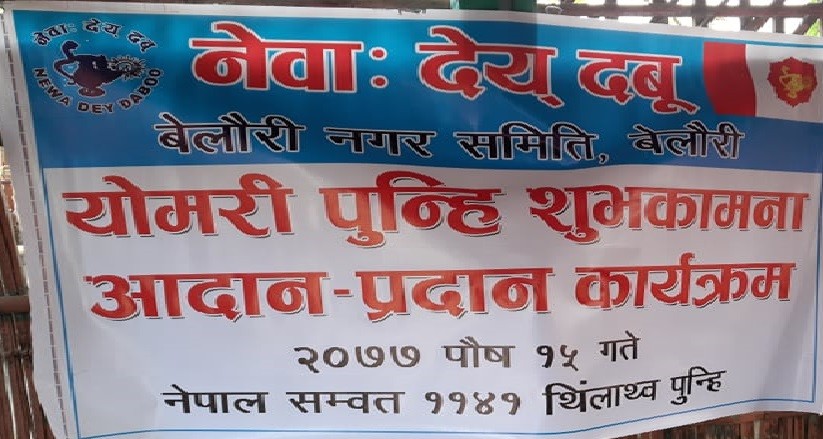 नेवाः देय् दबू
NEWA DEY DABOO
नेवाः देय् दबू
बेलौरी नगर समिति, बेलौरी
योमरी पुन्हि शुभकामना
आदान-प्रदान कार्यक्रम
२०७७ पौष १५ गते
नेपाल सम्वत ११४१ थिंलाथ्व पुन्हि